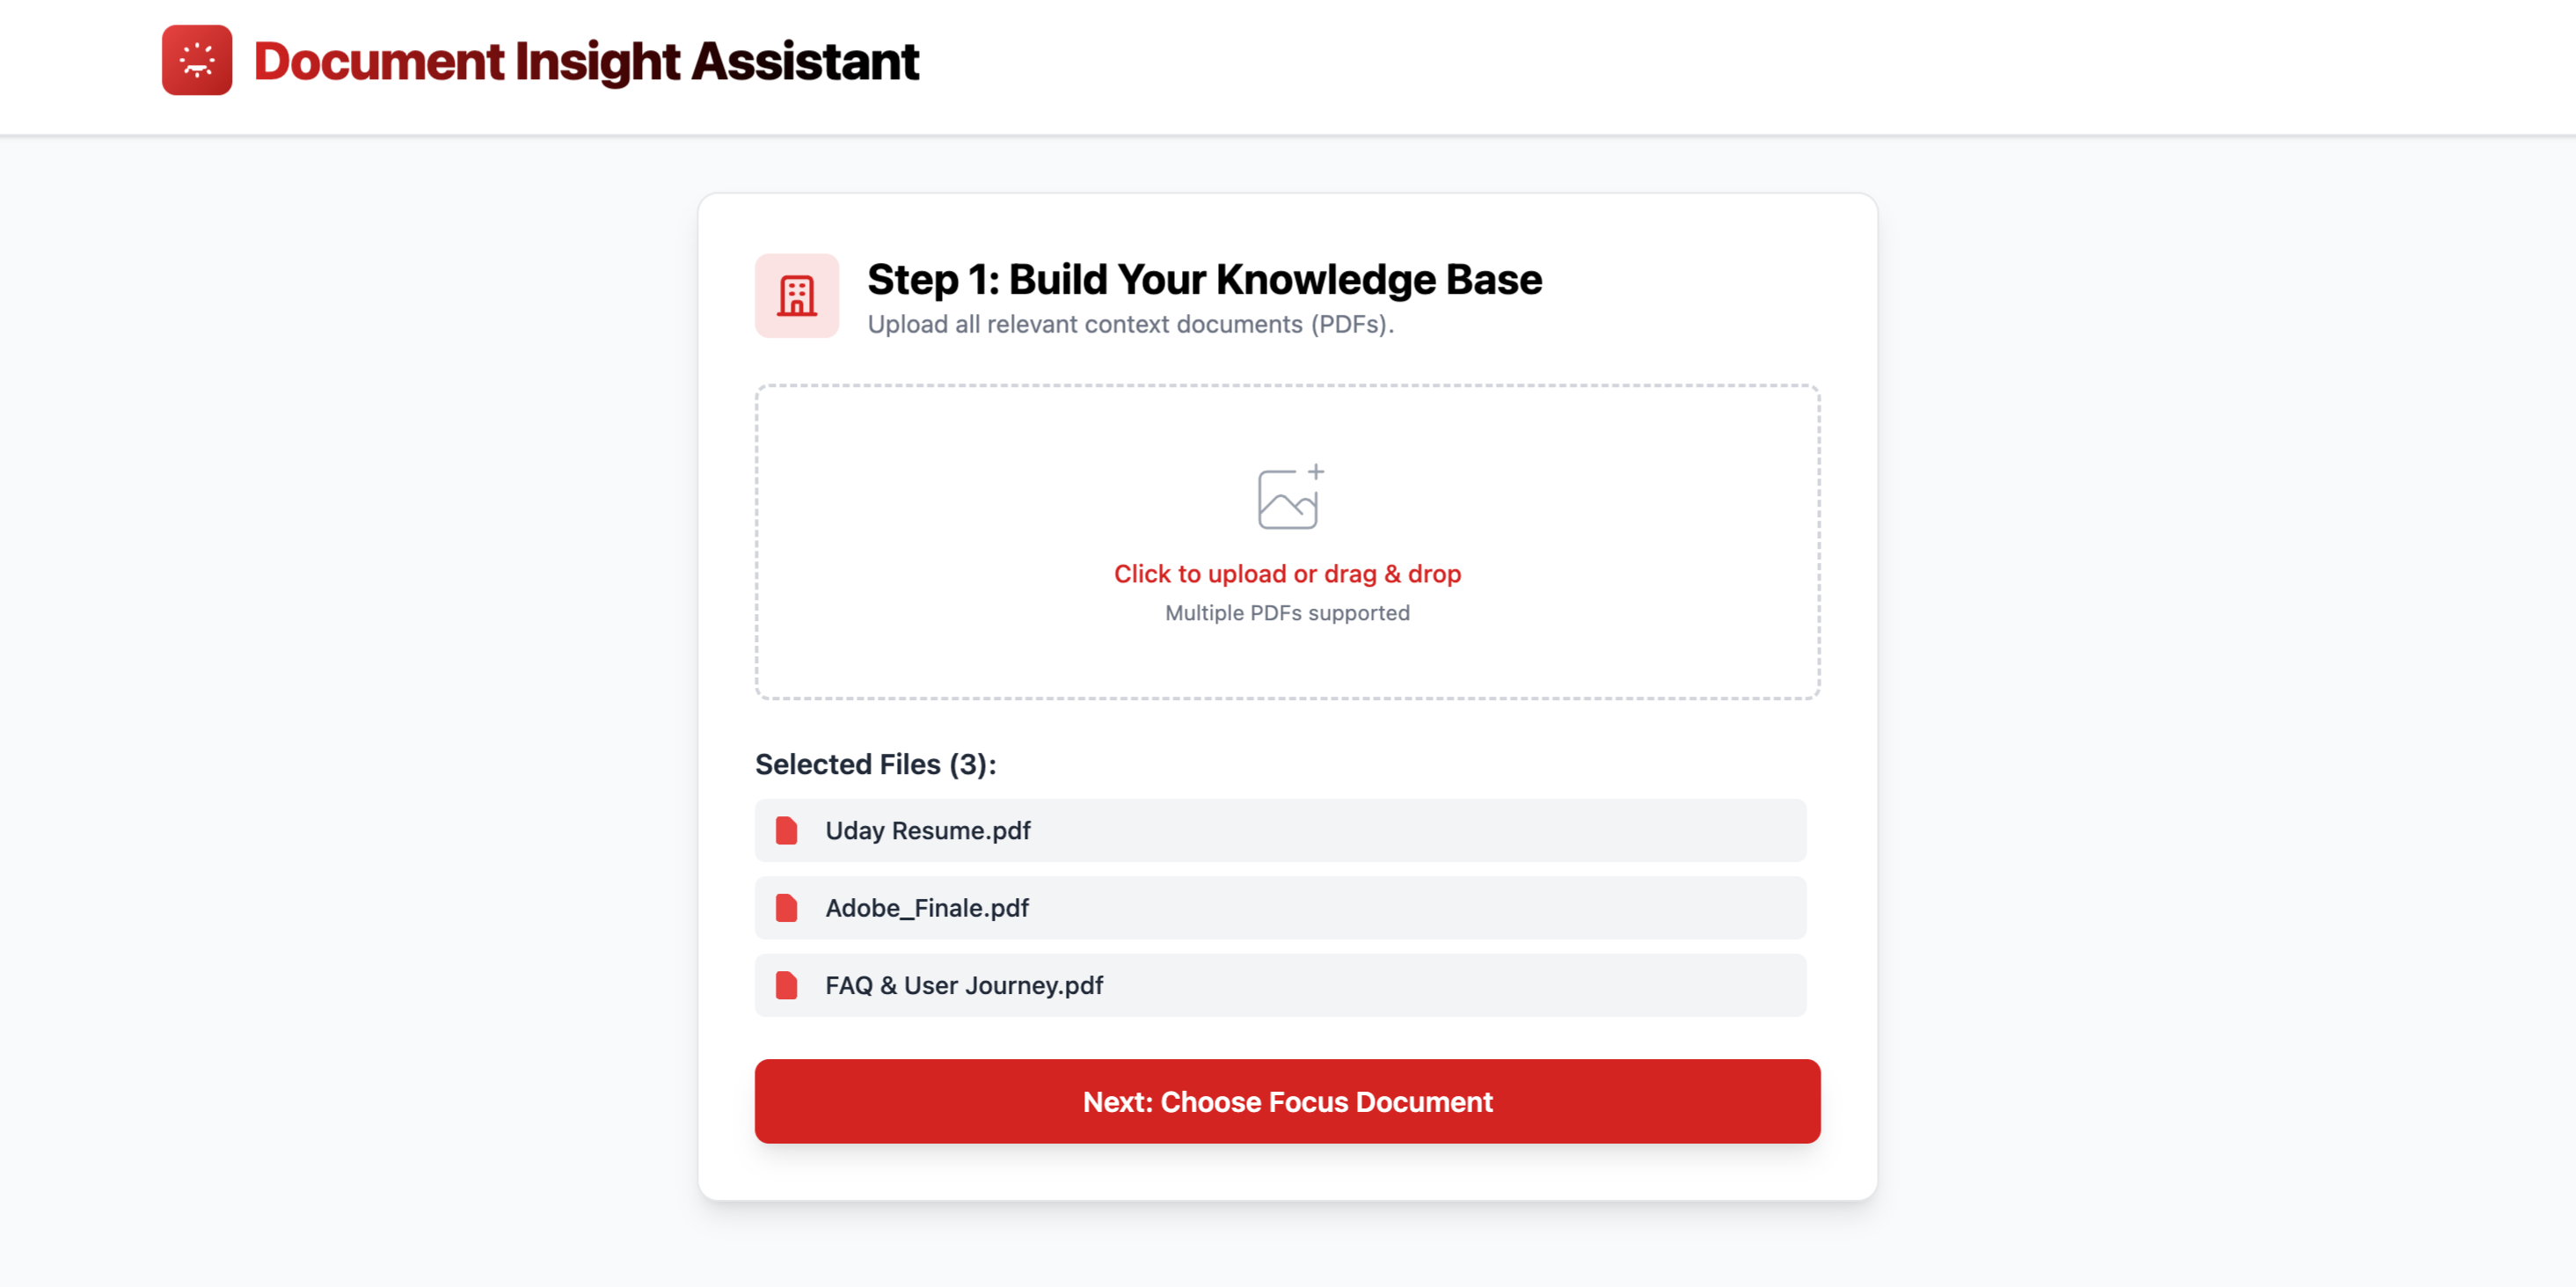 Document Insight Assistant
Step 1: Build Your Knowledge Base
Upload all relevant context documents (PDFs).
Click to upload or drag & drop
Multiple PDFs supported
Selected Files (3):
Uday Resume.pdf
Adobe_Finale.pdf
FAQ & User Journey.pdf
Next: Choose Focus Document